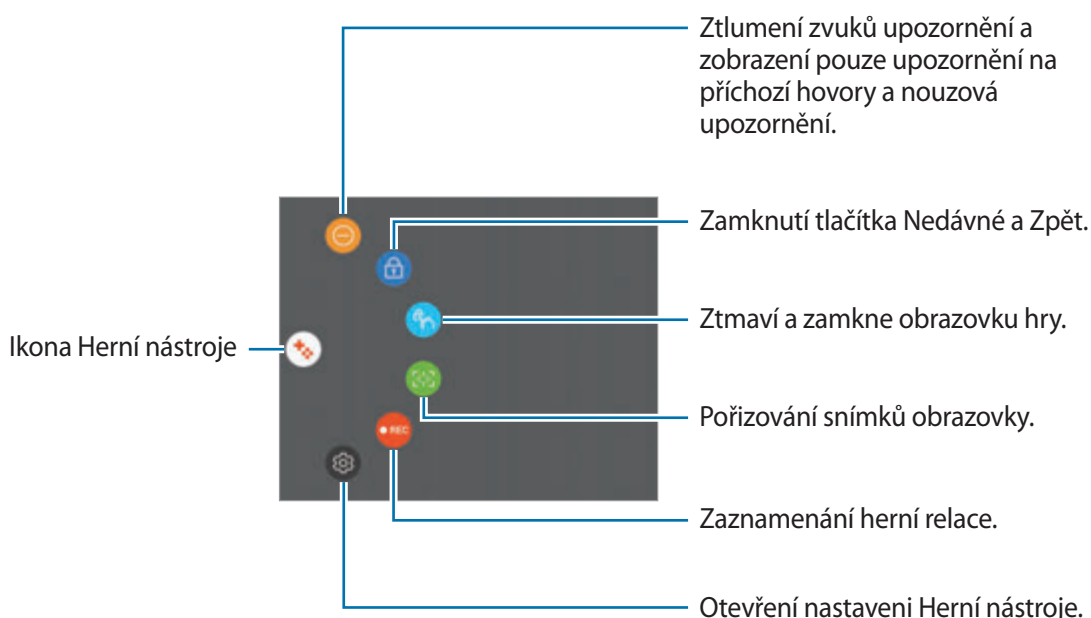 Ztlumení zvuků upozornění a
zobrazení pouze upozornění na
příchozí hovory a nouzová
upozornění.
Zamknutí tlačítka Nedávné a Zpět.
Ztmaví a zamkne obrazovku hry.
Ikona Herní nástroje
Pořizování snímků obrazovky.
REC
Zaznamenání herní relace.
Otevření nastaveni Herní nástroje.